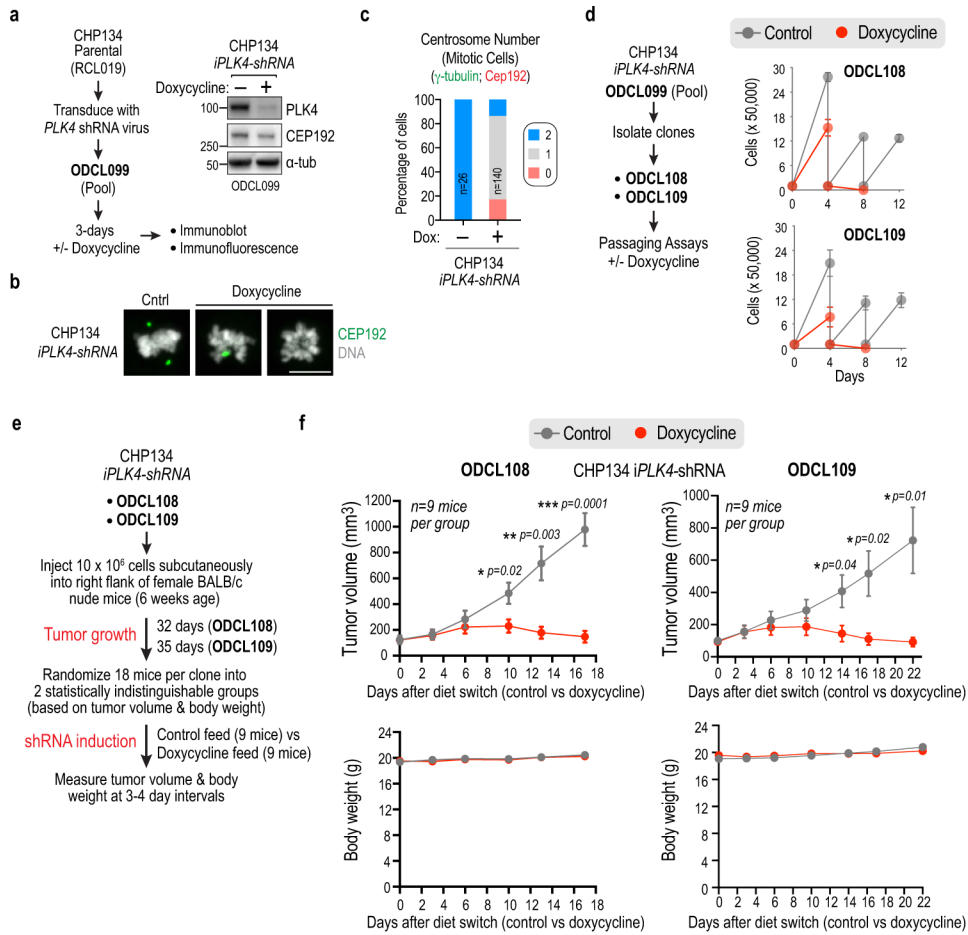 a
CHP134
Parental
(RCL019)
Transduce with
PLK4 shRNA virus
ODCL099
(Pool)
3-days
+/- Doxycycline
• Immunoblot
• Immunofluorescence
CHP134
iPLK4-shRNA
Doxycycline: – +
100 PLK4
250
150 CEP192
50 α-tub
ODCL099
b
Cntrl Doxycycline
CHP134
iPLK4-shRNA
CEP192
DNA
c
Centrosome Number
(Mitotic Cells)
(γ-tubulin; Cep192)
Percentage of cells
100
80
60
40
20
0
n=26
n=140
2
1
0
Dox: – +
CHP134
iPLK4-shRNA
d
CHP134
iPLK4-shRNA
ODCL099 (Pool)
Isolate clones
• ODCL108
• ODCL109
Passaging Assays
+/- Doxycycline
Control Doxycycline
ODCL108
Cells (x 50,000)
30
24
18
12
6
0
0 4 8 12
ODCL109
Cells (x 50,000)
30
24
18
12
6
0
0 4 8 12
Days
e
CHP134
iPLK4-shRNA
• ODCL108
• ODCL109
Inject 10 x 10⁶ cells subcutaneously
into right flank of female BALB/c
nude mice (6 weeks age)
Tumor growth
32 days (ODCL108)
35 days (ODCL109)
Randomize 18 mice per clone into
2 statistically indistinguishable groups
(based on tumor volume & body weight)
shRNA induction
Control feed (9 mice) vs
Doxycycline feed (9 mice)
Measure tumor volume & body
weight at 3-4 day intervals
f
Control Doxycycline
ODCL108 CHP134 iPLK4-shRNA ODCL109
Tumor volume (mm3)
1200
1000
800
600
400
200
0
n=9 mice
per group
*** p=0.0001
** p=0.003
* p=0.02
0 2 4 6 8 10 12 14 16 18
Days after diet switch (control vs doxycycline)
Tumor volume (mm3)
1000
800
600
400
200
0
n=9 mice
per group
* p=0.01
* p=0.02
* p=0.04
0 2 4 6 8 10 12 14 16 18 20 22
Days after diet switch (control vs doxycycline)
Body weight (g)
24
20
16
12
8
4
0
0 2 4 6 8 10 12 14 16 18
Days after diet switch (control vs doxycycline)
Body weight (g)
24
20
16
12
8
4
0
0 2 4 6 8 10 12 14 16 18 20 22
Days after diet switch (control vs doxycycline)